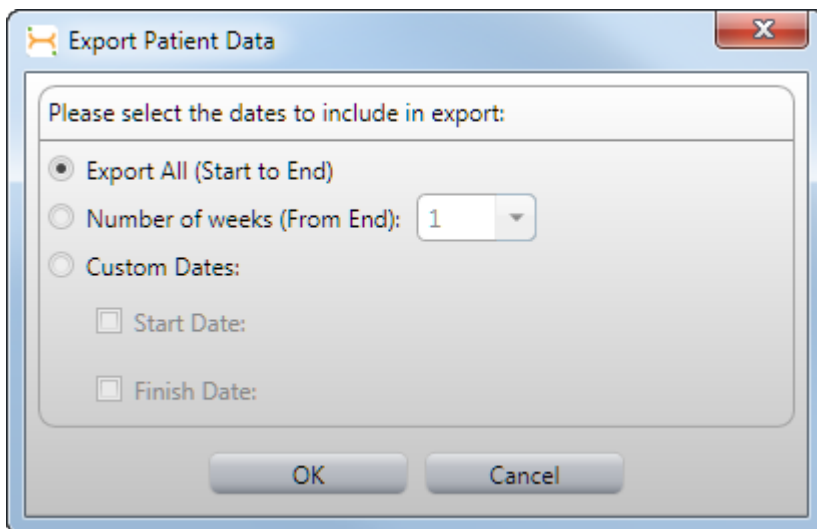 Export Patient Data
Please select the dates to include in export:
Export All (Start to End)
Number of weeks (From End): 1
Custom Dates:
Start Date:
Finish Date:
OK Cancel